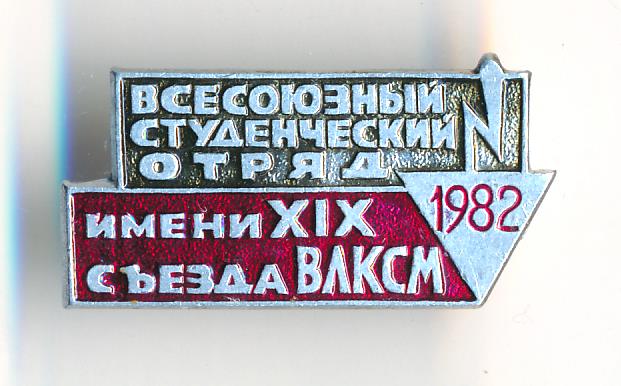 ВСЕСОЮЗНЫЙ
СТУДЕНЧЕСКИЙ
ОТРЯД
ИМЕНИ XIX
СЪЕЗДА ВЛКСМ
1982